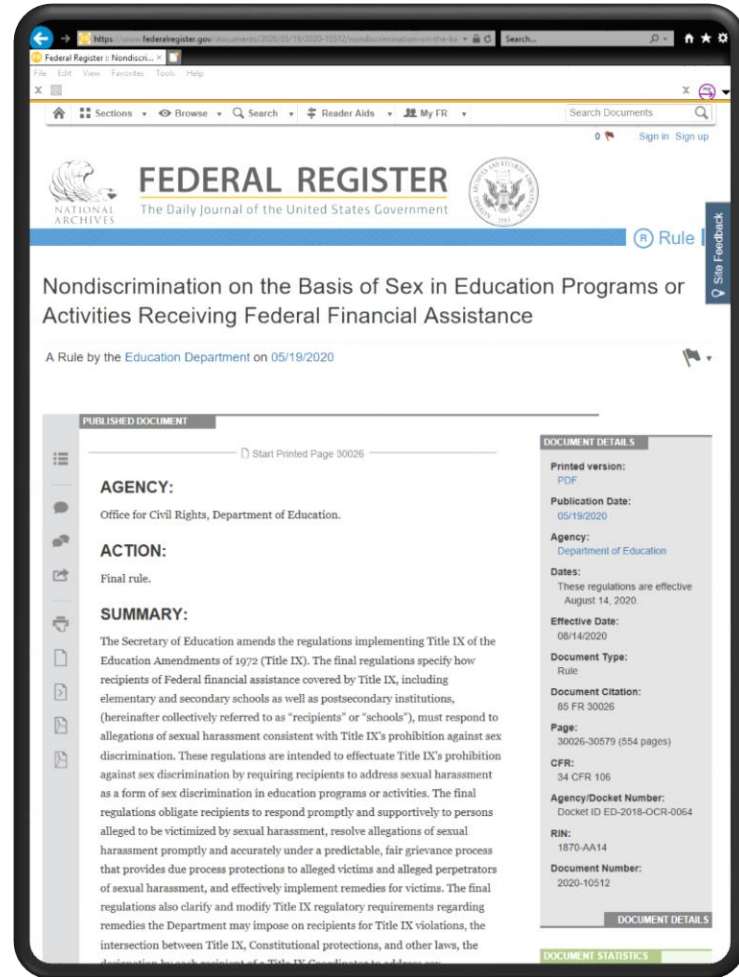 https://www.federalregister.gov/documents/2020/05/19/2020-10512/nondiscrimination-on-the-ba
Search...
Federal Register :: Nondiscri...
File Edit View Favorites Tools Help
Sections Browse Search Reader Aids My FR Search Documents
0 Sign in Sign up
NATIONAL ARCHIVES
FEDERAL REGISTER
The Daily Journal of the United States Government
Rule
Site Feedback
Nondiscrimination on the Basis of Sex in Education Programs or
Activities Receiving Federal Financial Assistance
A Rule by the Education Department on 05/19/2020
PUBLISHED DOCUMENT
Start Printed Page 30026
AGENCY:
Office for Civil Rights, Department of Education.
ACTION:
Final rule.
SUMMARY:
The Secretary of Education amends the regulations implementing Title IX of the
Education Amendments of 1972 (Title IX). The final regulations specify how
recipients of Federal financial assistance covered by Title IX, including
elementary and secondary schools as well as postsecondary institutions,
(hereinafter collectively referred to as “recipients” or “schools”), must respond to
allegations of sexual harassment consistent with Title IX's prohibition against sex
discrimination. These regulations are intended to effectuate Title IX's prohibition
against sex discrimination by requiring recipients to address sexual harassment
as a form of sex discrimination in education programs or activities. The final
regulations obligate recipients to respond promptly and supportively to persons
alleged to be victimized by sexual harassment, resolve allegations of sexual
harassment promptly and accurately under a predictable, fair grievance process
that provides due process protections to alleged victims and alleged perpetrators
of sexual harassment, and effectively implement remedies for victims. The final
regulations also clarify and modify Title IX regulatory requirements regarding
remedies the Department may impose on recipients for Title IX violations, the
intersection between Title IX, Constitutional protections, and other laws, the
designation by each recipient of a Title IX Coordinator to address sex
DOCUMENT DETAILS
Printed version:
PDF
Publication Date:
05/19/2020
Agency:
Department of Education
Dates:
These regulations are effective
August 14, 2020.
Effective Date:
08/14/2020
Document Type:
Rule
Document Citation:
85 FR 30026
Page:
30026-30579 (554 pages)
CFR:
34 CFR 106
Agency/Docket Number:
Docket ID ED-2018-OCR-0064
RIN:
1870-AA14
Document Number:
2020-10512
DOCUMENT DETAILS
DOCUMENT STATISTICS